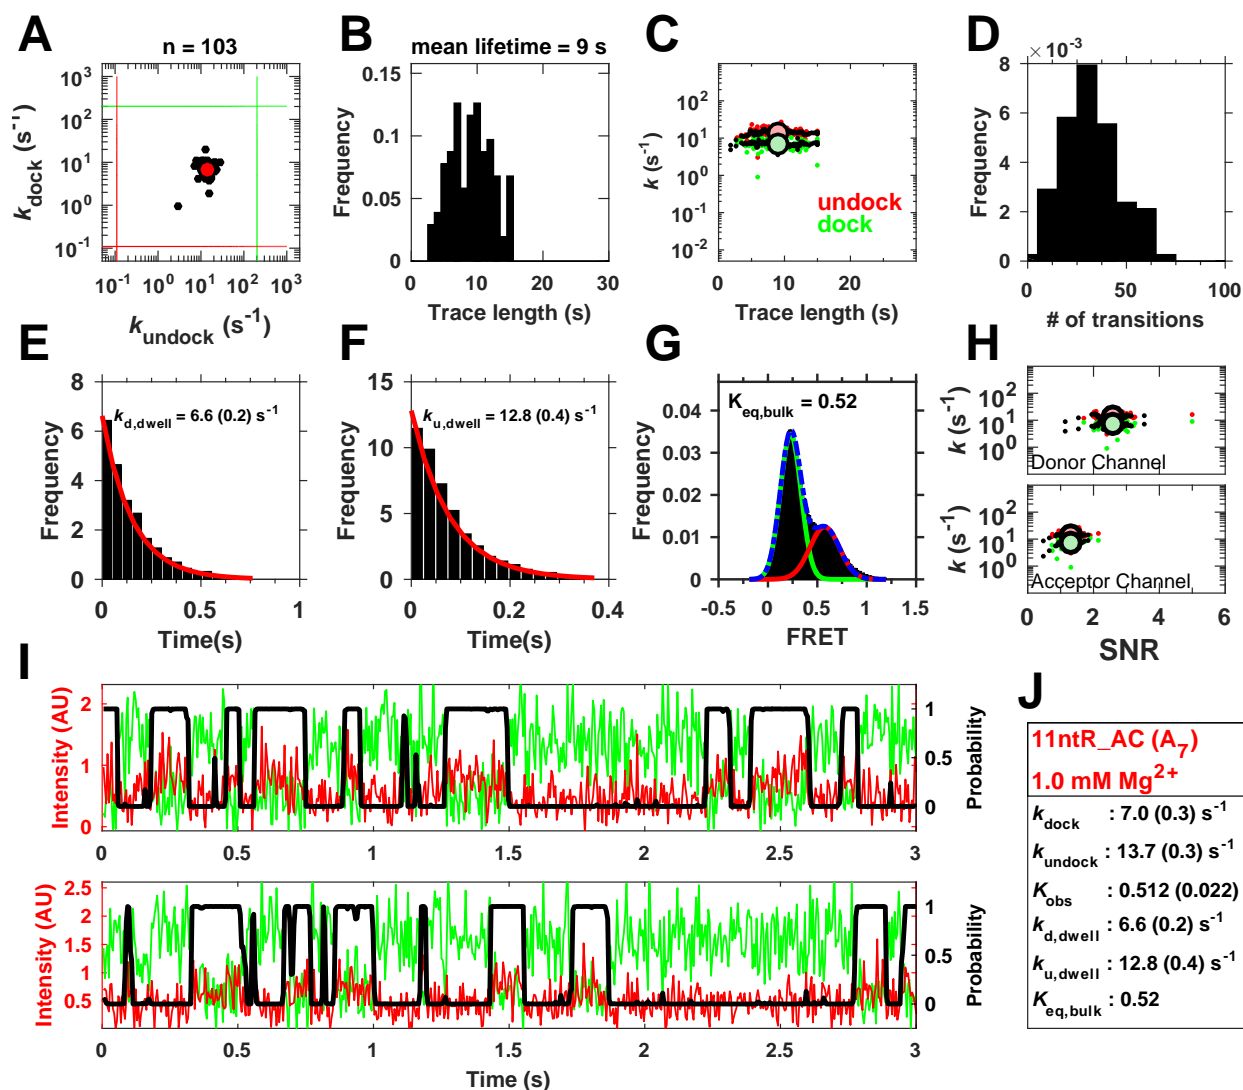 A
n = 103
10³
10²
10¹
10⁰
10⁻¹
k_dock (s⁻¹)
10⁻¹ 10⁰ 10¹ 10² 10³
k_undock (s⁻¹)
B
mean lifetime = 9 s
0.15
0.1
0.05
0
Frequency
0 10 20 30
Trace length (s)
C
10²
10¹
10⁰
10⁻¹
10⁻²
k (s⁻¹)
undock
dock
0 10 20
Trace length (s)
D
× 10⁻³
8
6
4
2
0
Frequency
0 50 100
# of transitions
E
8
6
4
2
0
Frequency
k_d,dwell = 6.6 (0.2) s⁻¹
0 0.5 1
Time(s)
F
15
10
5
0
Frequency
k_u,dwell = 12.8 (0.4) s⁻¹
0 0.2 0.4
Time(s)
G
K_eq,bulk = 0.52
0.04
0.03
0.02
0.01
0
Frequency
-0.5 0 0.5 1 1.5
FRET
H
10²
10¹
10⁰
k (s⁻¹)
Donor Channel
10²
10¹
10⁰
k (s⁻¹)
Acceptor Channel
0 2 4 6
SNR
I
2
1
0
Intensity (AU)
1
0.5
0
Probability
0 0.5 1 1.5 2 2.5 3
2.5
2
1.5
1
0.5
Intensity (AU)
1
0.5
0
Probability
0 0.5 1 1.5 2 2.5 3
Time (s)
J
11ntR_AC (A₇)
1.0 mM Mg²⁺
k_dock : 7.0 (0.3) s⁻¹
k_undock : 13.7 (0.3) s⁻¹
K_obs : 0.512 (0.022)
k_d,dwell : 6.6 (0.2) s⁻¹
k_u,dwell : 12.8 (0.4) s⁻¹
K_eq,bulk : 0.52